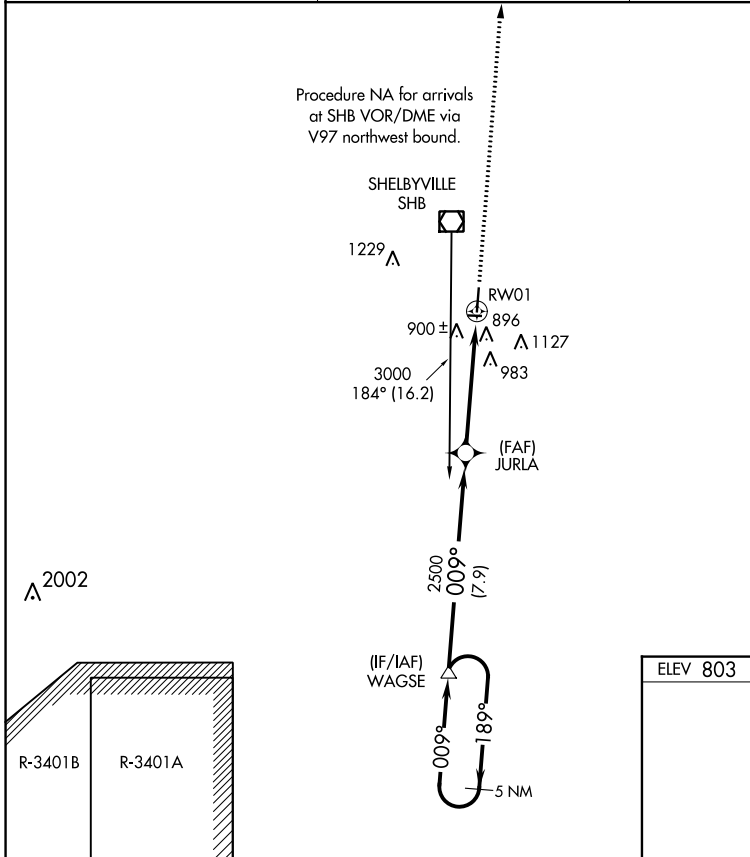 Procedure NA for arrivals
at SHB VOR/DME via
V97 northwest bound.
SHELBYVILLE
SHB
1229
RW01
900 ±
896
1127
983
3000
184° (16.2)
(FAF)
JURLA
2500
009°
(7.9)
2002
(IF/IAF)
WAGSE
ELEV 803
009°
189°
R-3401B
R-3401A
5 NM